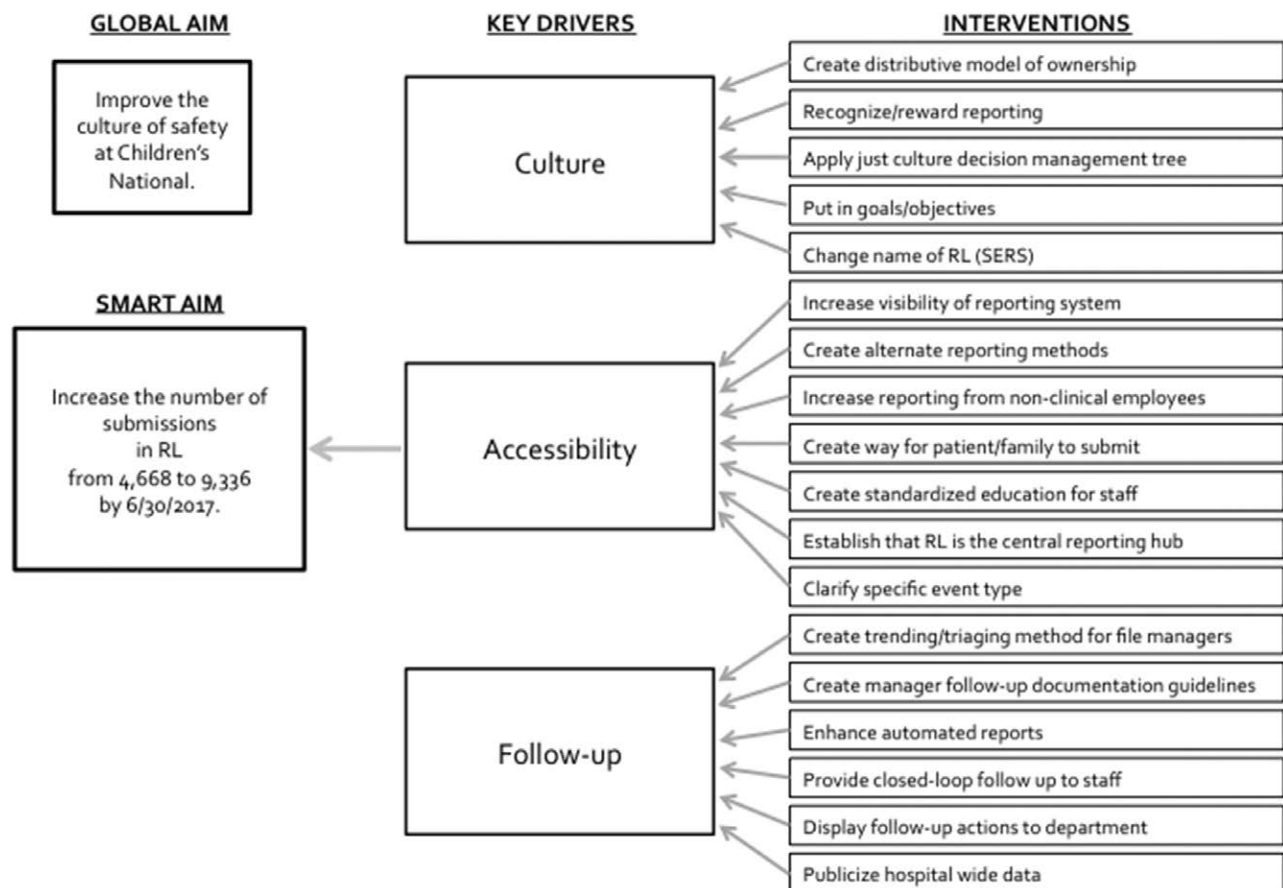 GLOBAL AIM
Improve the
culture of safety
at Children's
National.
SMART AIM
Increase the number of
submissions
in RL
from 4,668 to 9,336
by 6/30/2017.
KEY DRIVERS
Culture
Accessibility
Follow-up
INTERVENTIONS
Create distributive model of ownership
Recognize/reward reporting
Apply just culture decision management tree
Put in goals/objectives
Change name of RL (SERS)
Increase visibility of reporting system
Create alternate reporting methods
Increase reporting from non-clinical employees
Create way for patient/family to submit
Create standardized education for staff
Establish that RL is the central reporting hub
Clarify specific event type
Create trending/triaging method for file managers
Create manager follow-up documentation guidelines
Enhance automated reports
Provide closed-loop follow up to staff
Display follow-up actions to department
Publicize hospital wide data